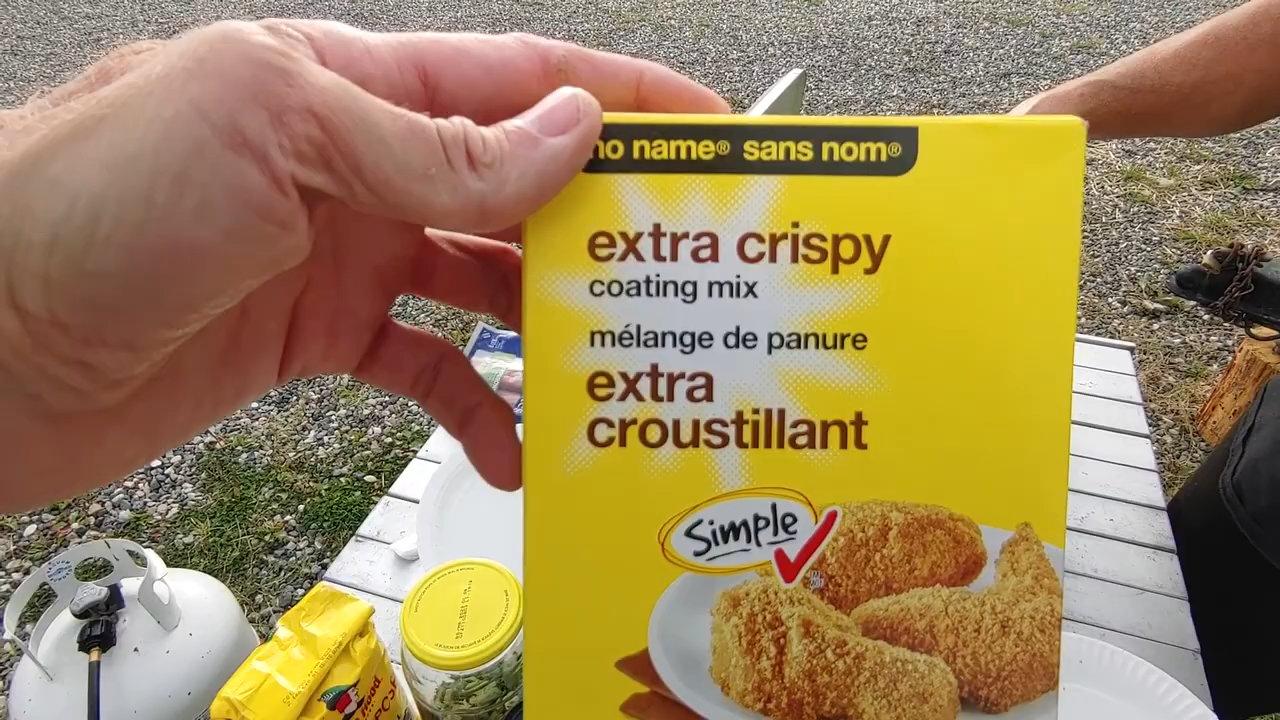 no name® sans nom®
extra crispy
coating mix
mélange de panure
extra
croustillant
Simple